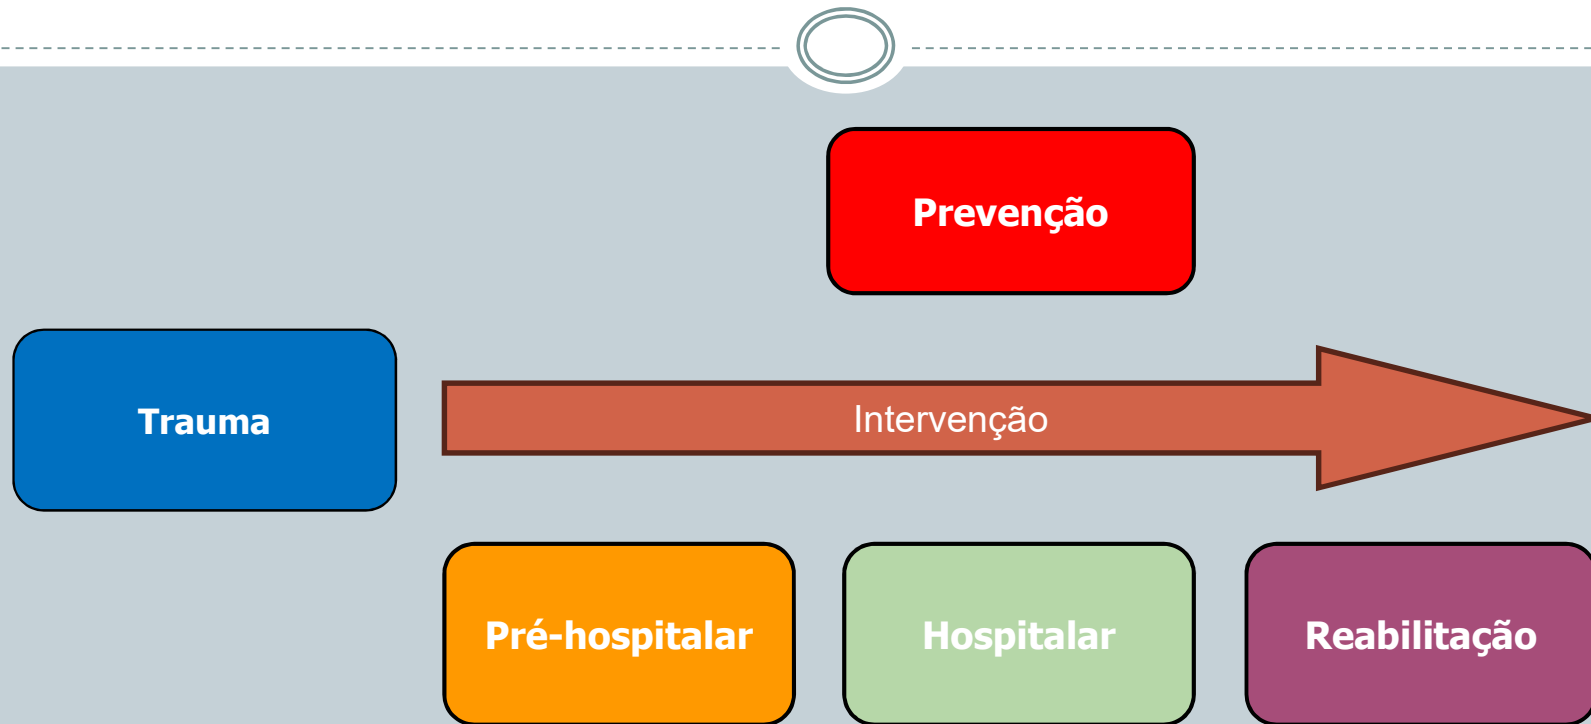 Prevenção
Trauma
Intervenção
Pré-hospitalar
Hospitalar
Reabilitação